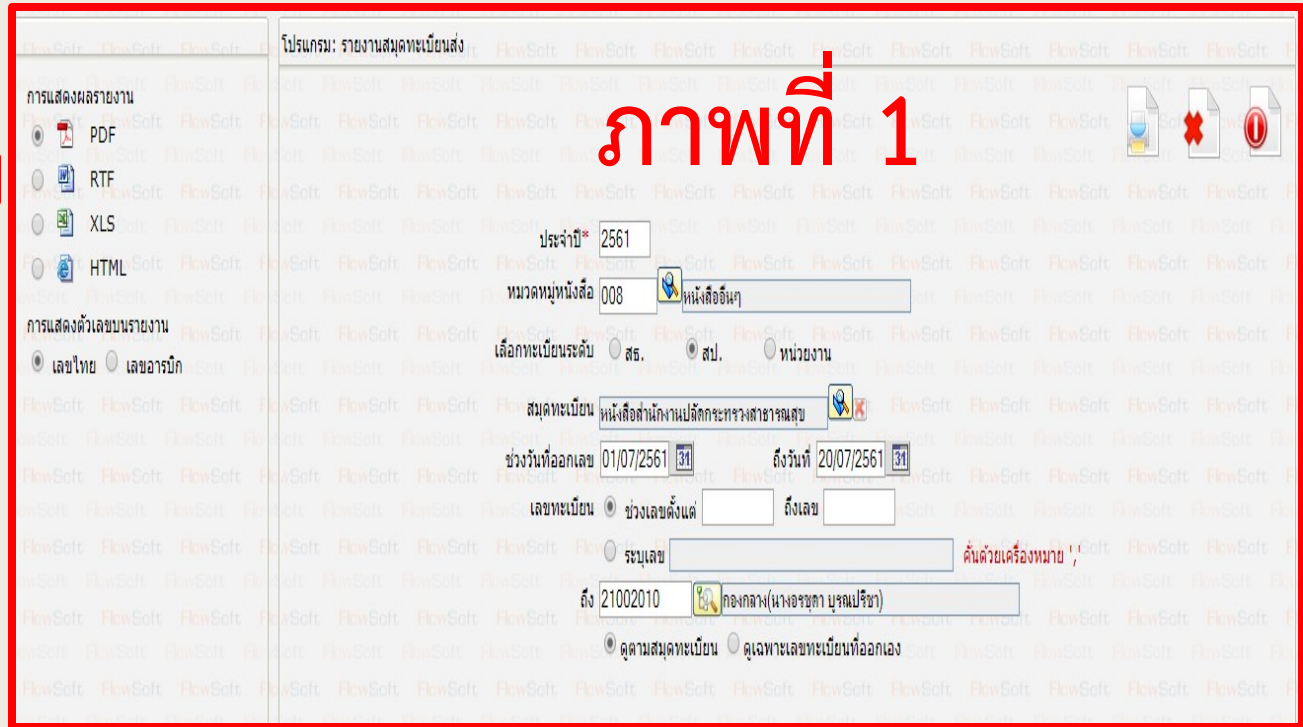 โปรแกรม: รายงานสมุดทะเบียนส่ง
ภาพที่ 1
การแสดงผลรายงาน
PDF
RTF
XLS
HTML
การแสดงตัวเลขบนรายงาน
เลขไทย เลขอารบิก
ประจำปี* 2561
หมวดหมู่หนังสือ 008 หนังสืออื่นๆ
เลือกทะเบียนระดับ สธ. สป. หน่วยงาน
สมุดทะเบียน หนังสือสำนักงานปลัดกระทรวงสาธารณสุข
ช่วงวันที่ออกเลข 01/07/2561 31 ถึงวันที่ 20/07/2561 31
เลขทะเบียน ช่วงเลขตั้งแต่ ถึงเลข
ระบุเลข คั่นด้วยเครื่องหมาย ','
ถึง 21002010 กองกลาง(นางอรชุตา บูรณปรีชา)
ดูตามสมุดทะเบียน ดูเฉพาะเลขทะเบียนที่ออกเอง
FlowSoft